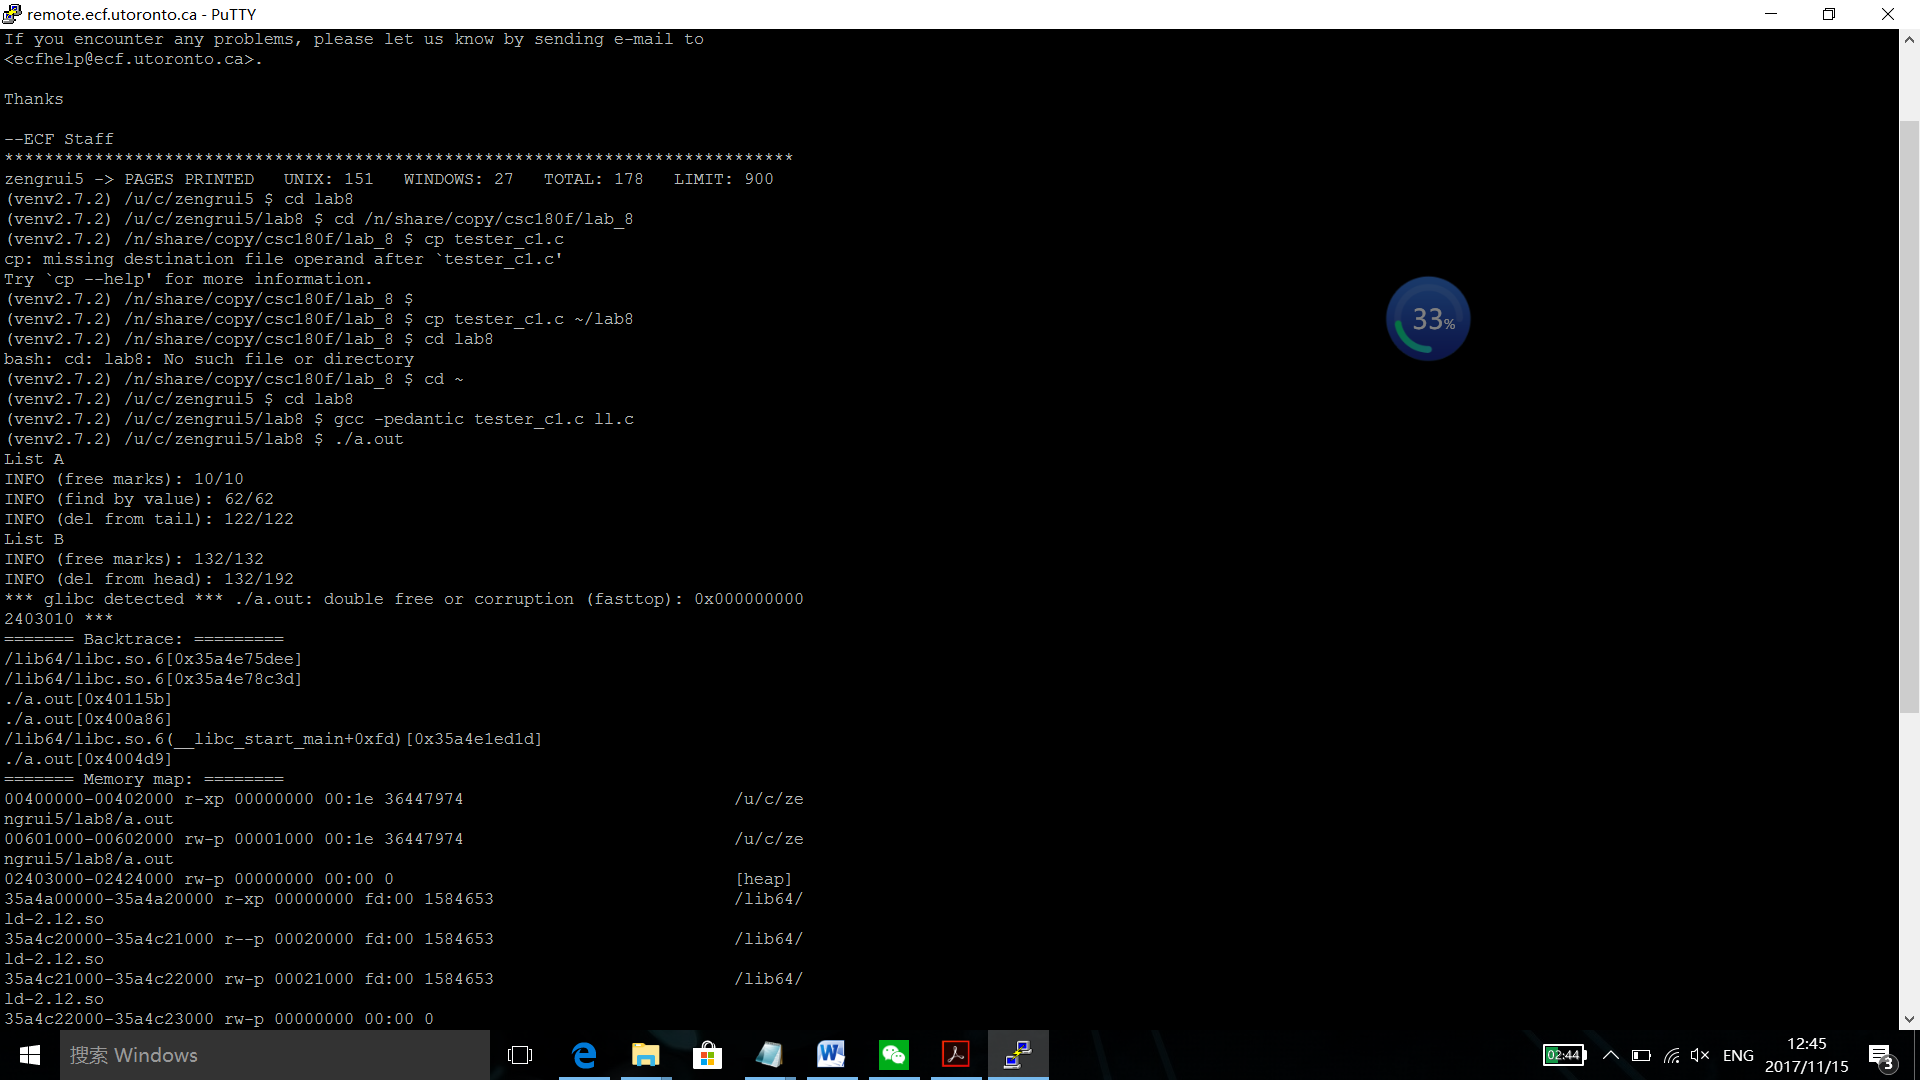 remote.ecf.utoronto.ca - PuTTY
If you encounter any problems, please let us know by sending e-mail to
<ecfhelp@ecf.utoronto.ca>.
Thanks
--ECF Staff
*******************************************************************************
zengrui5 -> PAGES PRINTED   UNIX: 151   WINDOWS: 27   TOTAL: 178   LIMIT: 900
(venv2.7.2) /u/c/zengrui5 $ cd lab8
(venv2.7.2) /u/c/zengrui5/lab8 $ cd /n/share/copy/csc180f/lab_8
(venv2.7.2) /n/share/copy/csc180f/lab_8 $ cp tester_c1.c
cp: missing destination file operand after `tester_c1.c'
Try `cp --help' for more information.
(venv2.7.2) /n/share/copy/csc180f/lab_8 $
(venv2.7.2) /n/share/copy/csc180f/lab_8 $ cp tester_c1.c ~/lab8
(venv2.7.2) /n/share/copy/csc180f/lab_8 $ cd lab8
bash: cd: lab8: No such file or directory
(venv2.7.2) /n/share/copy/csc180f/lab_8 $ cd ~
(venv2.7.2) /u/c/zengrui5 $ cd lab8
(venv2.7.2) /u/c/zengrui5/lab8 $ gcc -pedantic tester_c1.c ll.c
(venv2.7.2) /u/c/zengrui5/lab8 $ ./a.out
List A
INFO (free marks): 10/10
INFO (find by value): 62/62
INFO (del from tail): 122/122
List B
INFO (free marks): 132/132
INFO (del from head): 132/192
*** glibc detected *** ./a.out: double free or corruption (fasttop): 0x000000000
2403010 ***
======= Backtrace: =========
/lib64/libc.so.6[0x35a4e75dee]
/lib64/libc.so.6[0x35a4e78c3d]
./a.out[0x40115b]
./a.out[0x400a86]
/lib64/libc.so.6(__libc_start_main+0xfd)[0x35a4e1ed1d]
./a.out[0x4004d9]
======= Memory map: ========
00400000-00402000 r-xp 00000000 00:1e 36447974                           /u/c/ze
ngrui5/lab8/a.out
00601000-00602000 rw-p 00001000 00:1e 36447974                           /u/c/ze
ngrui5/lab8/a.out
02403000-02424000 rw-p 00000000 00:00 0                                  [heap]
35a4a00000-35a4a20000 r-xp 00000000 fd:00 1584653                        /lib64/
ld-2.12.so
35a4c20000-35a4c21000 r--p 00020000 fd:00 1584653                        /lib64/
ld-2.12.so
35a4c21000-35a4c22000 rw-p 00021000 fd:00 1584653                        /lib64/
ld-2.12.so
35a4c22000-35a4c23000 rw-p 00000000 00:00 0
33%
搜索 Windows
02:44
ENG
12:45
2017/11/15
3